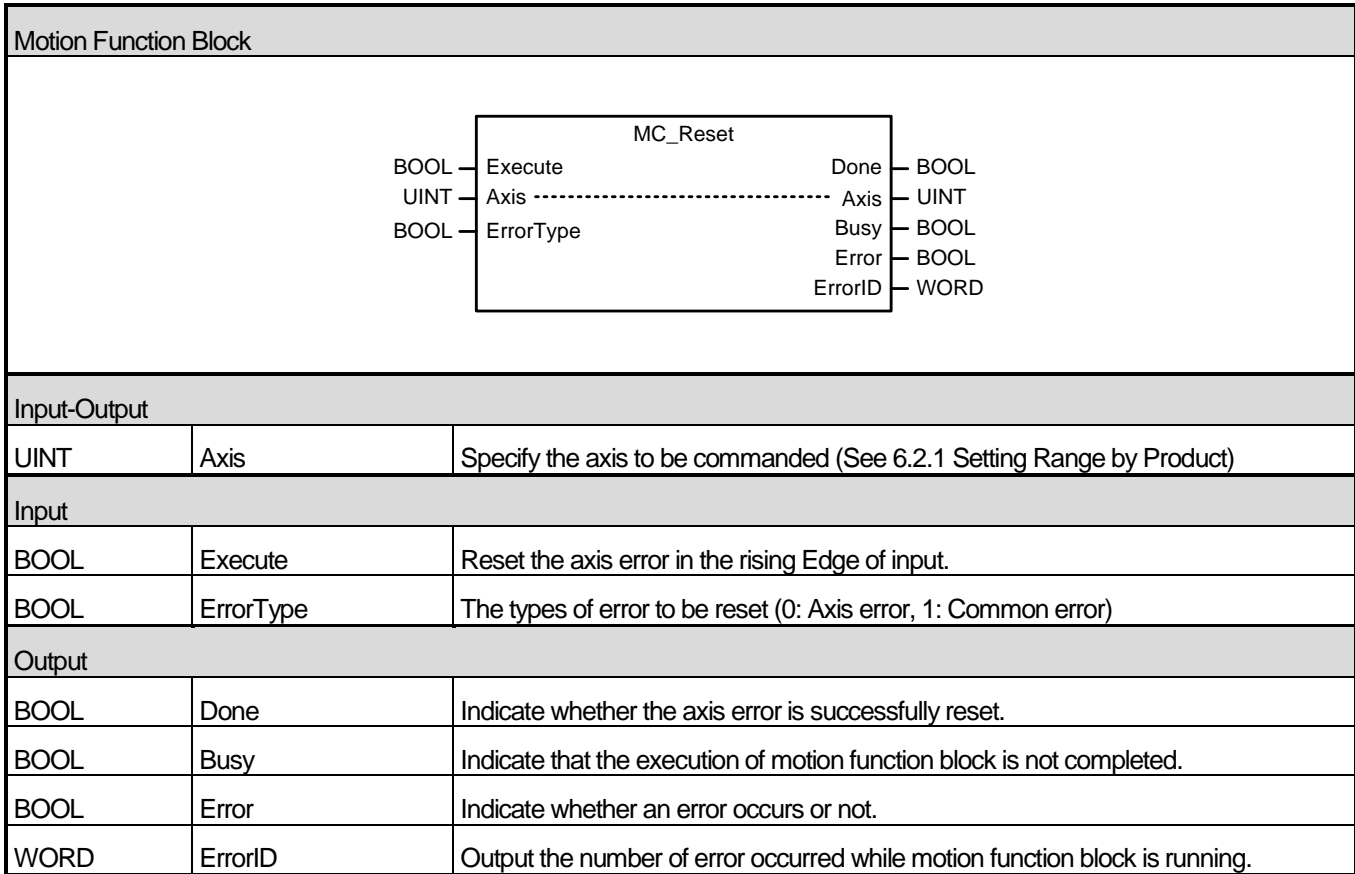 Motion Function Block
MC_Reset
BOOL Execute Done BOOL
UINT Axis Axis UINT
BOOL ErrorType Busy BOOL
Error BOOL
ErrorID WORD
Input-Output
UINT Axis Specify the axis to be commanded (See 6.2.1 Setting Range by Product)
Input
BOOL Execute Reset the axis error in the rising Edge of input.
BOOL ErrorType The types of error to be reset (0: Axis error, 1: Common error)
Output
BOOL Done Indicate whether the axis error is successfully reset.
BOOL Busy Indicate that the execution of motion function block is not completed.
BOOL Error Indicate whether an error occurs or not.
WORD ErrorID Output the number of error occurred while motion function block is running.